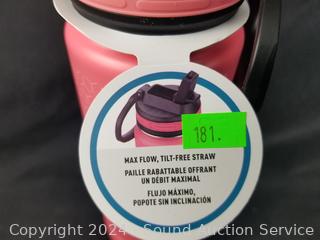 181.
MAX FLOW, TILT-FREE STRAW
PAILLE RABATTABLE OFFRANT
UN DÉBIT MAXIMAL
FLUJO MÁXIMO,
POPOTE SIN INCLINACIÓN
Copyright 2024 Sound Auction Service